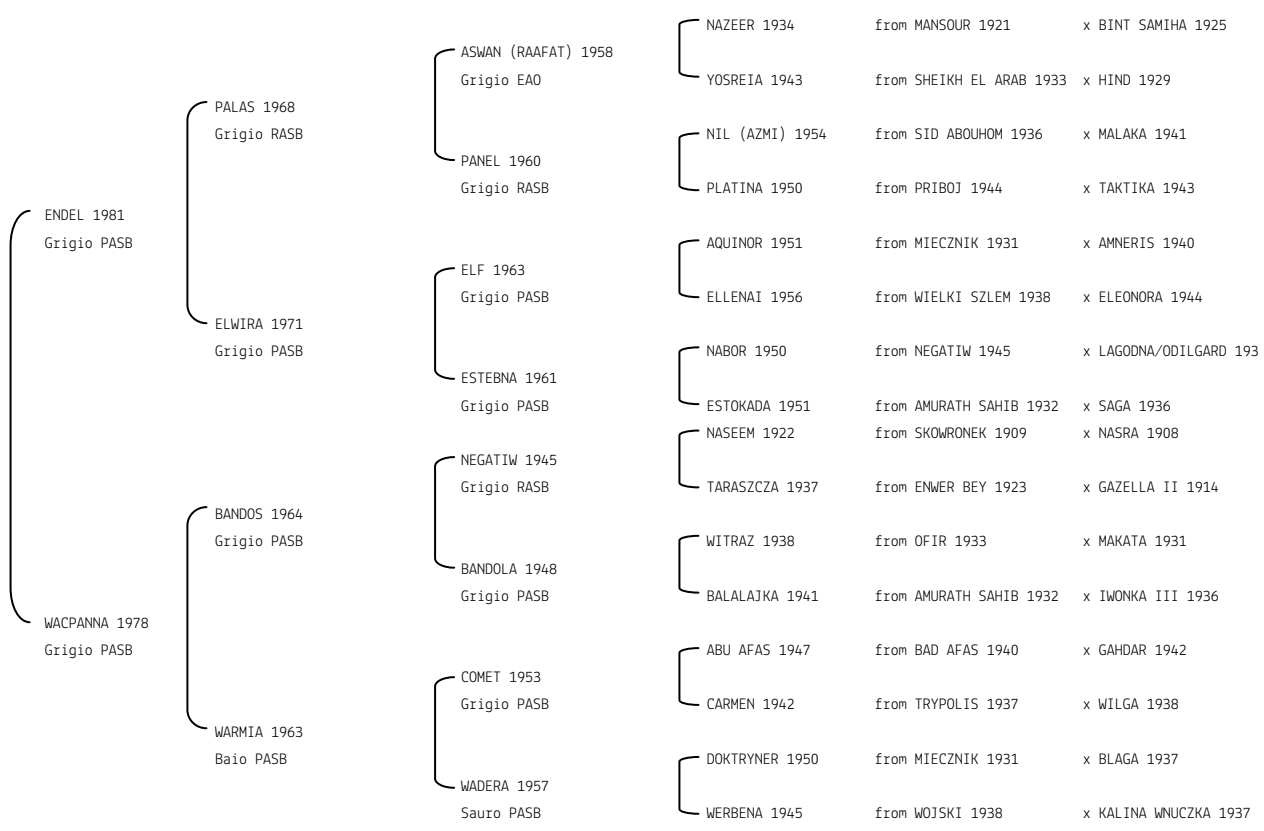 NAZEER 1934 from MANSOUR 1921 x BINT SAMIHA 1925
ASWAN (RAAFAT) 1958
Grigio EAO YOSREIA 1943 from SHEIKH EL ARAB 1933 x HIND 1929
PALAS 1968
Grigio RASB NIL (AZMI) 1954 from SID ABOUHOM 1936 x MALAKA 1941
PANEL 1960
Grigio RASB PLATINA 1950 from PRIBOJ 1944 x TAKTIKA 1943
ENDEL 1981
Grigio PASB AQUINOR 1951 from MIECZNIK 1931 x AMNERIS 1940
ELF 1963
Grigio PASB ELLENAI 1956 from WIELKI SZLEM 1938 x ELEONORA 1944
ELWIRA 1971
Grigio PASB NABOR 1950 from NEGATIW 1945 x LAGODNA/ODILGARD 193
ESTEBNA 1961
Grigio PASB ESTOKADA 1951 from AMURATH SAHIB 1932 x SAGA 1936
NASEEM 1922 from SKOWRONEK 1909 x NASRA 1908
NEGATIW 1945
Grigio RASB TARASZCZA 1937 from ENWER BEY 1923 x GAZELLA II 1914
BANDOS 1964
Grigio PASB WITRAZ 1938 from OFIR 1933 x MAKATA 1931
BANDOLA 1948
Grigio PASB BALALAJKA 1941 from AMURATH SAHIB 1932 x IWONKA III 1936
WACPANNA 1978
Grigio PASB ABU AFAS 1947 from BAD AFAS 1940 x GAHDAR 1942
COMET 1953
Grigio PASB CARMEN 1942 from TRYPOLIS 1937 x WILGA 1938
WARMIA 1963
Baio PASB DOKTRYNER 1950 from MIECZNIK 1931 x BLAGA 1937
WADERA 1957
Sauro PASB WERBENA 1945 from WOJSKI 1938 x KALINA WNUCZKA 1937